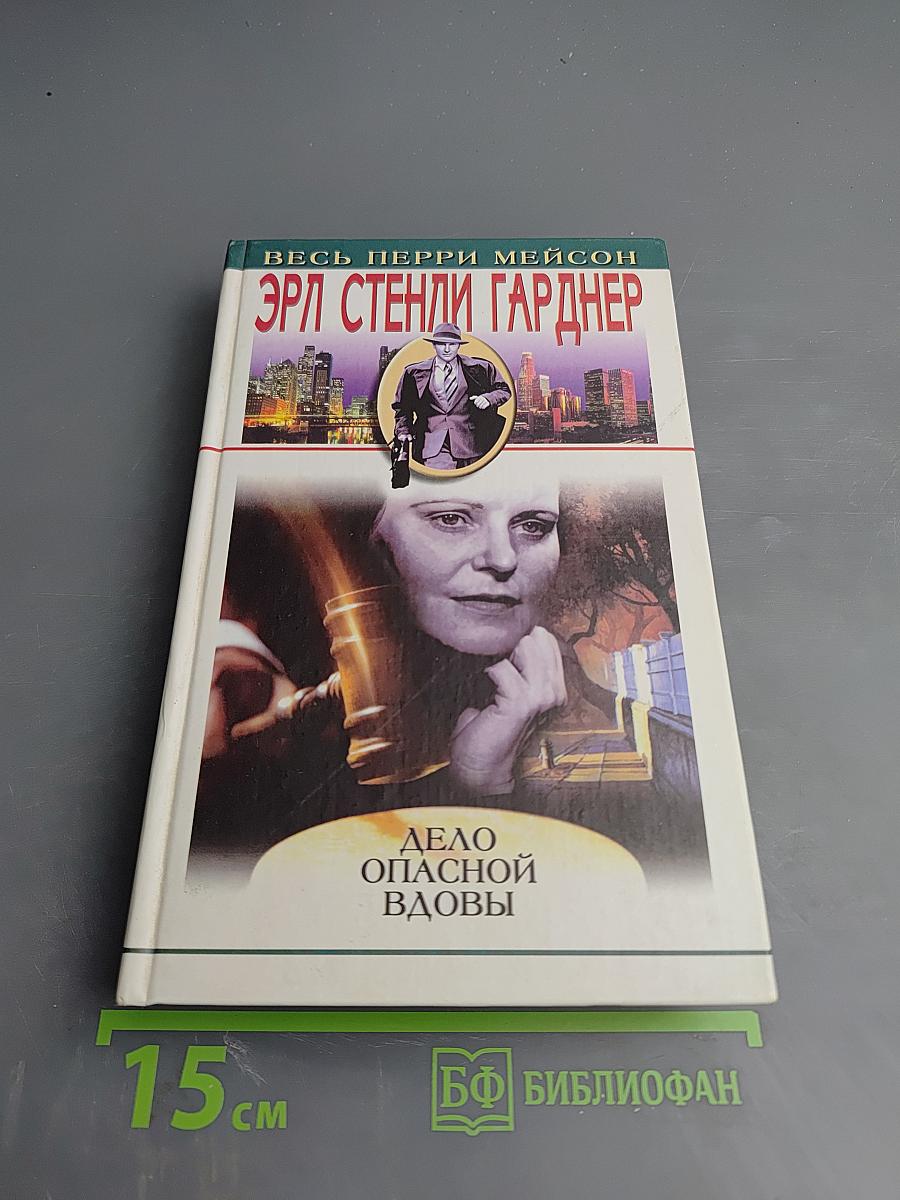 ВЕСЬ ПЕРРИ МЕЙСОН
ЭРЛ СТЕНЛИ ГАРДНЕР
ДЕЛО
ОПАСНОЙ
ВДОВЫ
15 см
БФ БИБЛИОФАН